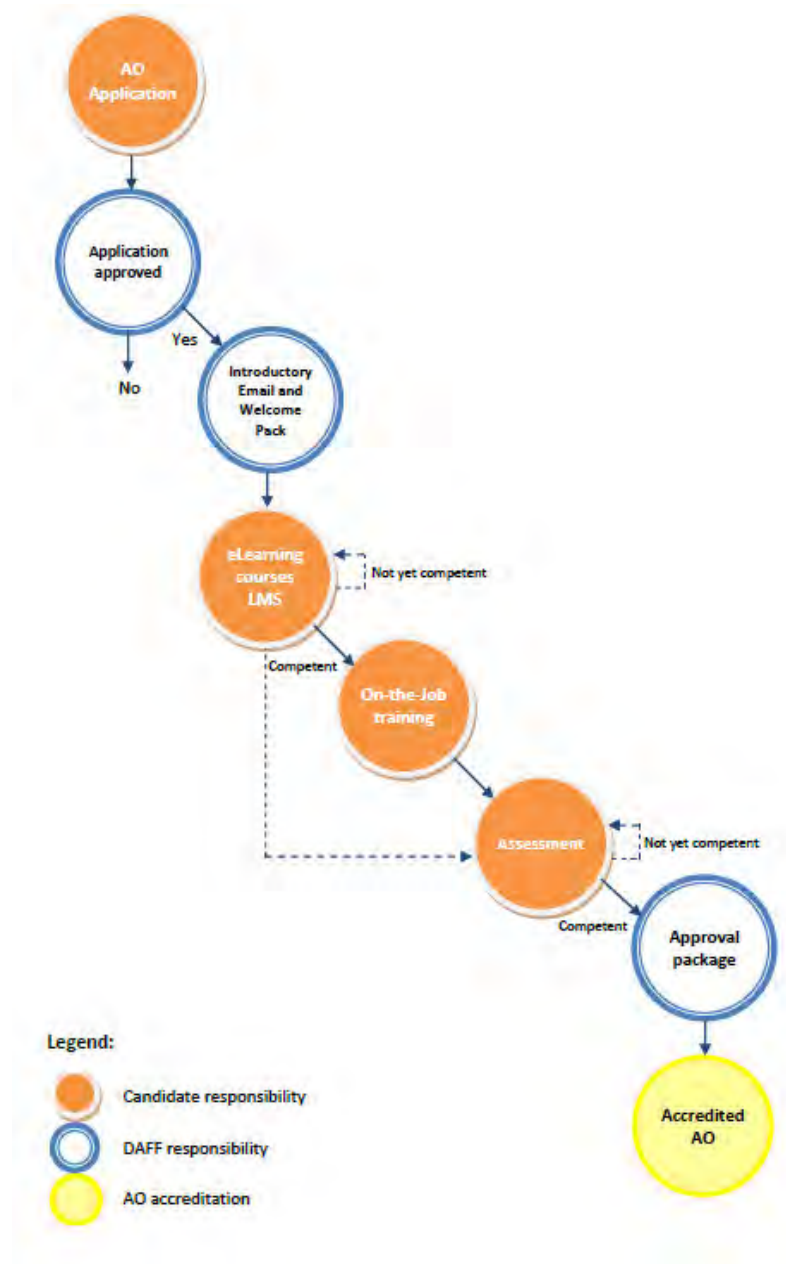 AO
Application
Application
approved
Yes
No
Introductory
Email and
Welcome
Pack
eLearning
courses
LMS
Not yet competent
Competent
On-the-Job
training
Assessment
Not yet competent
Competent
Approval
package
Legend:
Candidate responsibility
DAFF responsibility
AO accreditation
Accredited
AO